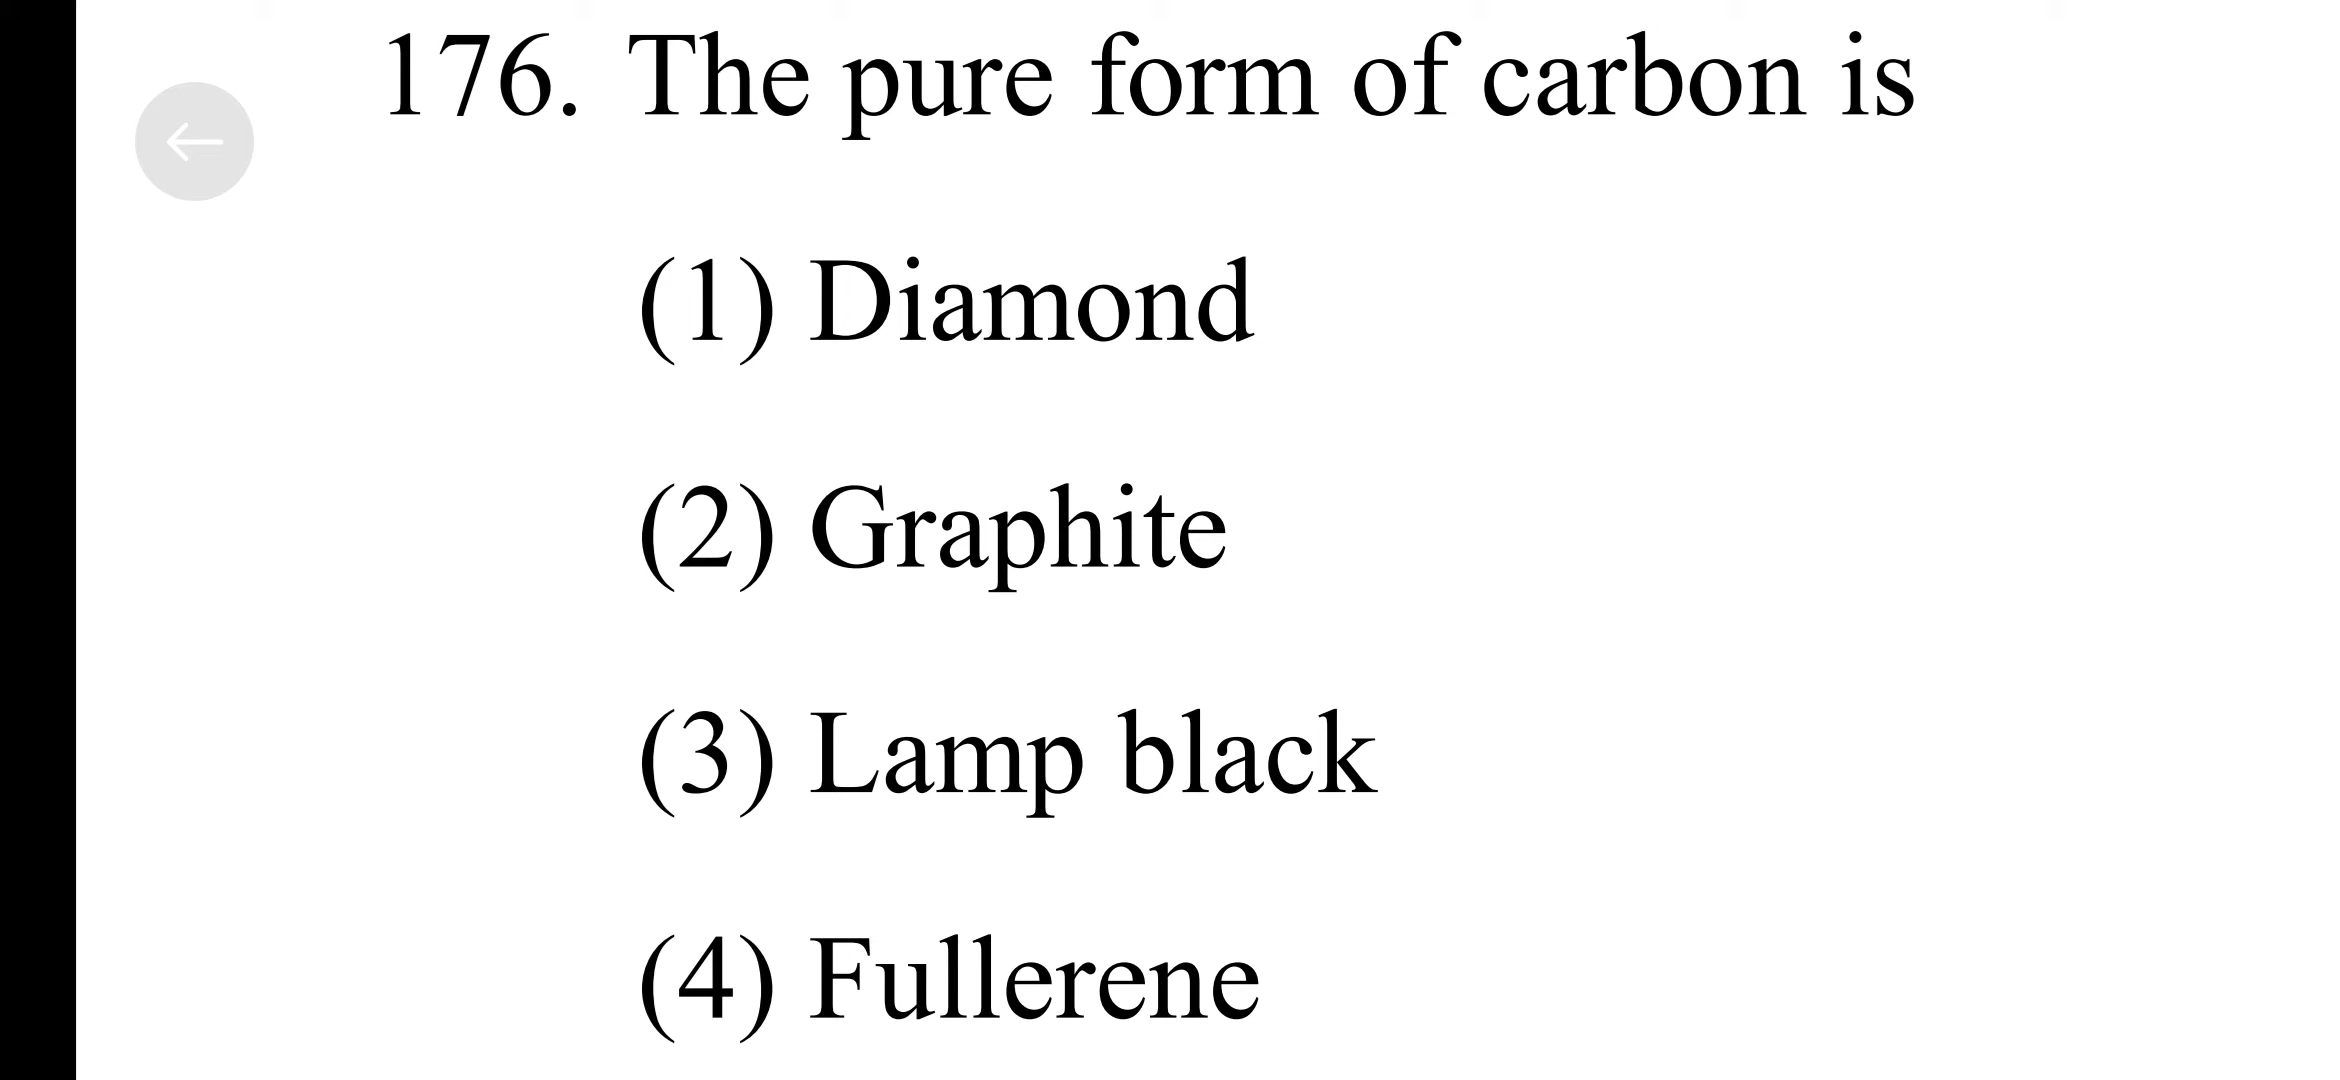 176. The pure form of carbon is
(1) Diamond
(2) Graphite
(3) Lamp black
(4) Fullerene